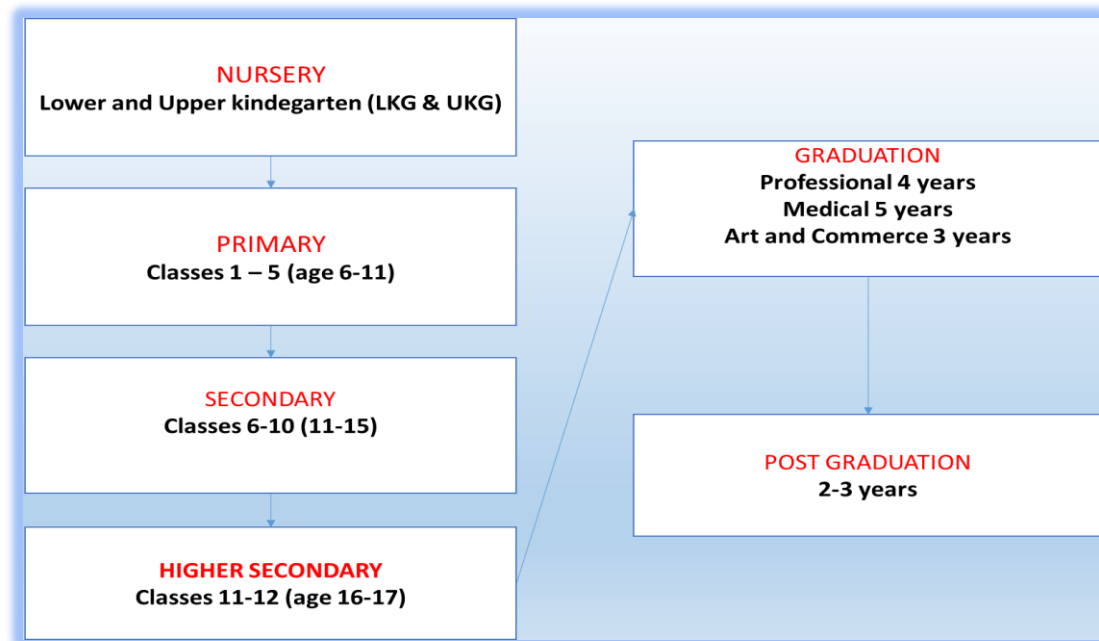 NURSERY
Lower and Upper kindegarten (LKG & UKG)
PRIMARY
Classes 1 – 5 (age 6-11)
SECONDARY
Classes 6-10 (11-15)
HIGHER SECONDARY
Classes 11-12 (age 16-17)
GRADUATION
Professional 4 years
Medical 5 years
Art and Commerce 3 years
POST GRADUATION
2-3 years